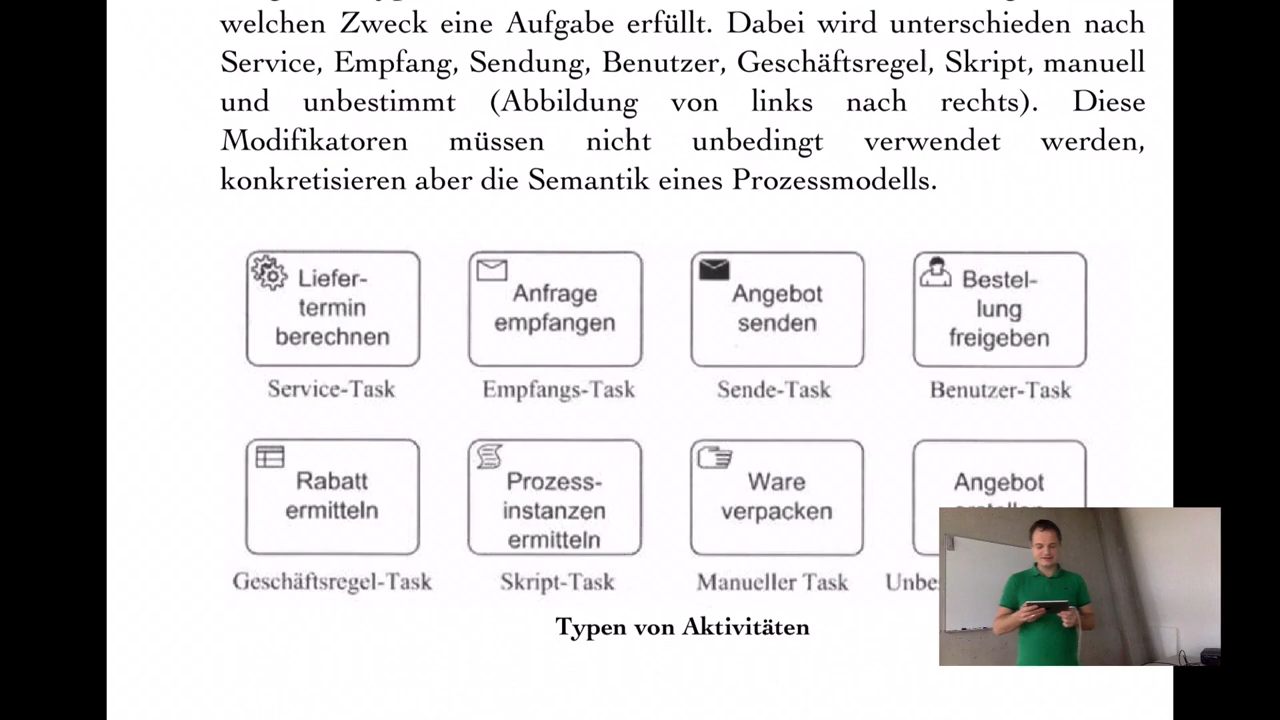 welchen Zweck eine Aufgabe erfüllt. Dabei wird unterschieden nach
Service, Empfang, Sendung, Benutzer, Geschäftsregel, Skript, manuell
und unbestimmt (Abbildung von links nach rechts). Diese
Modifikatoren müssen nicht unbedingt verwendet werden,
konkretisieren aber die Semantik eines Prozessmodells.
Liefer-
termin
berechnen
Anfrage
empfangen
Angebot
senden
Bestel-
lung
freigeben
Service-Task
Empfangs-Task
Sende-Task
Benutzer-Task
Rabatt
ermitteln
Prozess-
instanzen
ermitteln
Ware
verpacken
Angebot
Geschäftsregel-Task
Skript-Task
Manueller Task
Typen von Aktivitäten